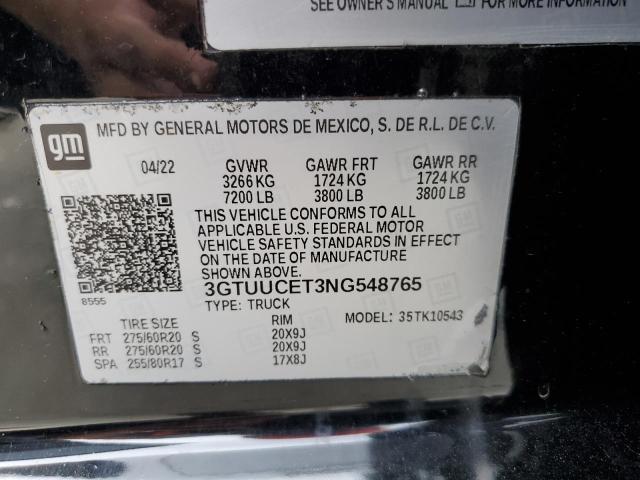 SEE OWNER'S MANUAL FOR MORE INFORMATION
gm
MFD BY GENERAL MOTORS DE MEXICO, S. DE R.L. DE C.V.
04/22 GVWR GAWR FRT GAWR RR
3266 KG 1724 KG 1724 KG
7200 LB 3800 LB 3800 LB
THIS VEHICLE CONFORMS TO ALL
APPLICABLE U.S. FEDERAL MOTOR
VEHICLE SAFETY STANDARDS IN EFFECT
ON THE DATE OF MANUFACTURE
SHOWN ABOVE.
8555 3GTUUCET3NG548765
TYPE: TRUCK
TIRE SIZE RIM MODEL: 35TK10543
FRT 275/60R20 S 20X9J
RR 275/60R20 S 20X9J
SPA 255/80R17 S 17X8J